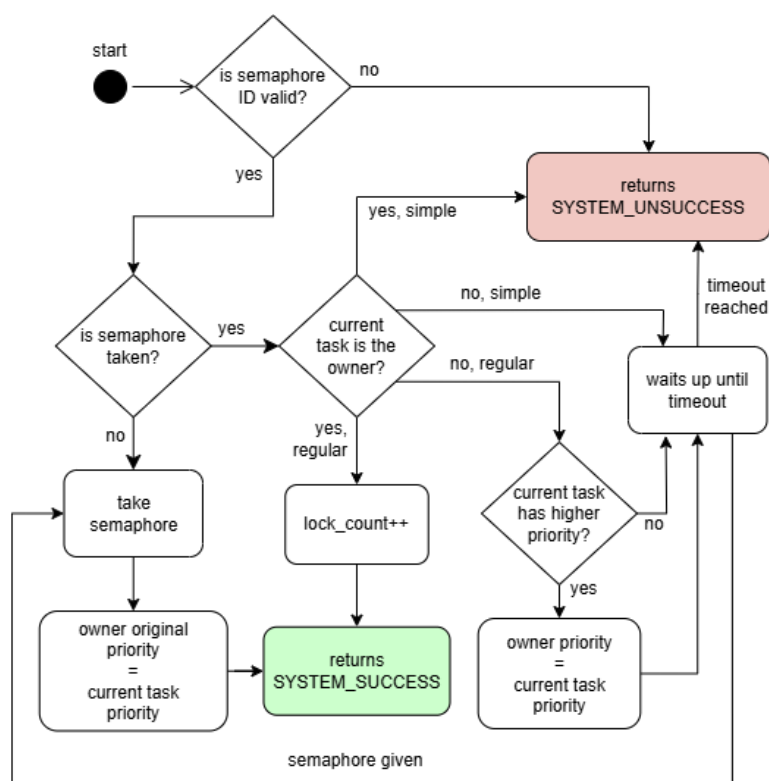 start
is semaphore
ID valid?
no
yes
returns
SYSTEM_UNSUCCESS
yes, simple
timeout
reached
no, simple
is semaphore
taken?
yes
current
task is the
owner?
waits up until
timeout
no, regular
no
yes,
regular
take
semaphore
lock_count++
current task
has higher
priority?
no
yes
owner original
priority
=
current task
priority
returns
SYSTEM_SUCCESS
owner priority
=
current task
priority
semaphore given